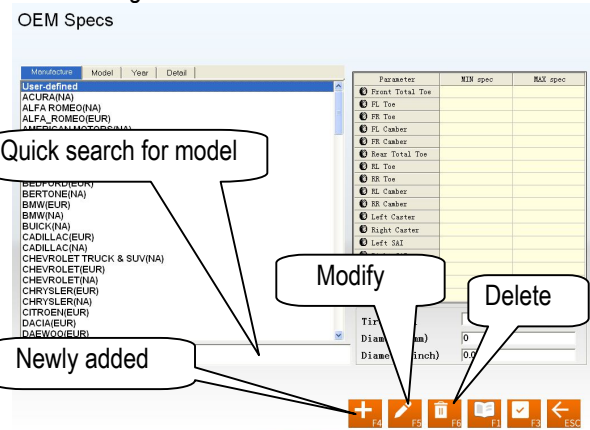 OEM Specs
Manufacture Model Year Detail
User-defined
ACURA(NA)
ALFA ROMEO(NA)
ALFA_ROMEO(EUR)
AMERICAN MOTORS(NA)
Quick search for model
BEDFORD(EUR)
BERTONE(NA)
BMW(EUR)
BMW(NA)
BUICK(NA)
CADILLAC(EUR)
CADILLAC(NA)
CHEVROLET TRUCK & SUV(NA)
CHEVROLET(EUR)
CHEVROLET(NA)
CHRYSLER(EUR)
CHRYSLER(NA)
CITROEN(EUR)
DACIA(EUR)
DAEWOO(EUR)
Newly added
Parameter MIN spec MAX spec
Front Total Toe
FL Toe
FR Toe
FL Camber
FR Camber
Rear Total Toe
RL Toe
RR Toe
RL Camber
RR Camber
Left Caster
Right Caster
Left SAI
Modify
Delete
Tir
Diam m) 0
Diame inch) 0.0
F4 F5 F6 F1 F3 ESC